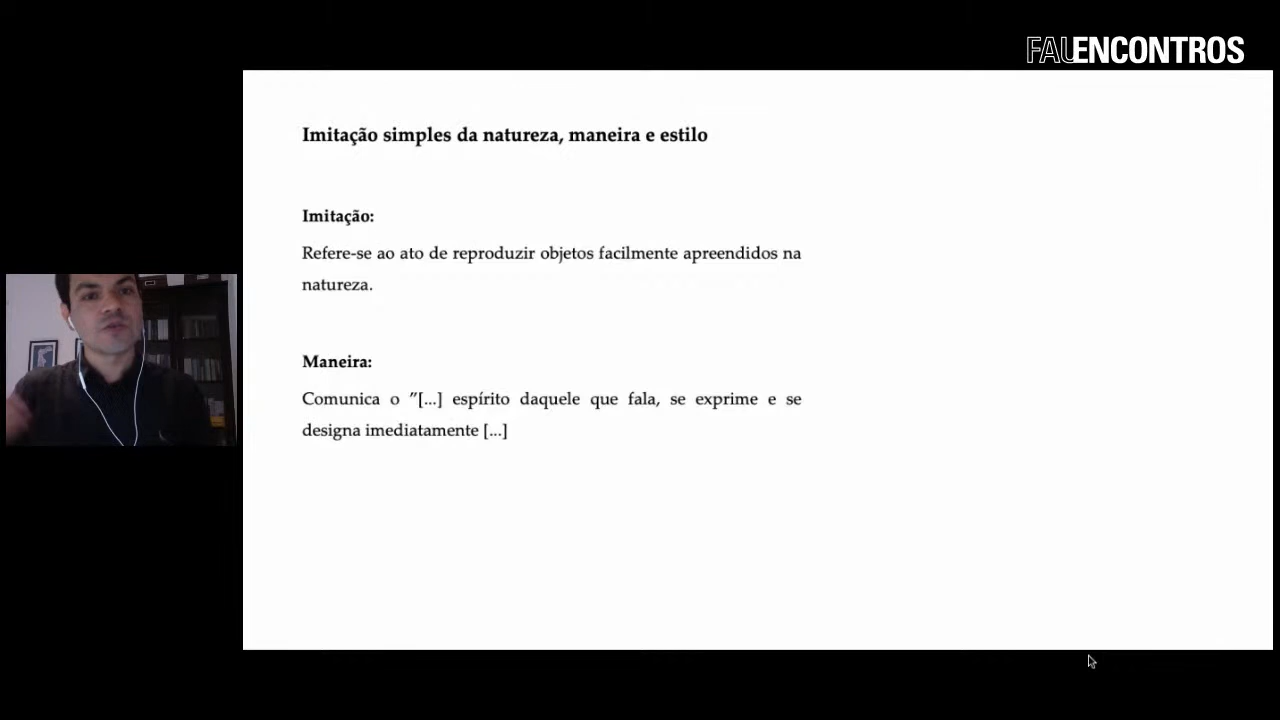 FAUENCONTROS
Imitação simples da natureza, maneira e estilo
Imitação:
Refere-se ao ato de reproduzir objetos facilmente apreendidos na
natureza.
Maneira:
Comunica o ”[...] espírito daquele que fala, se exprime e se
designa imediatamente [...]